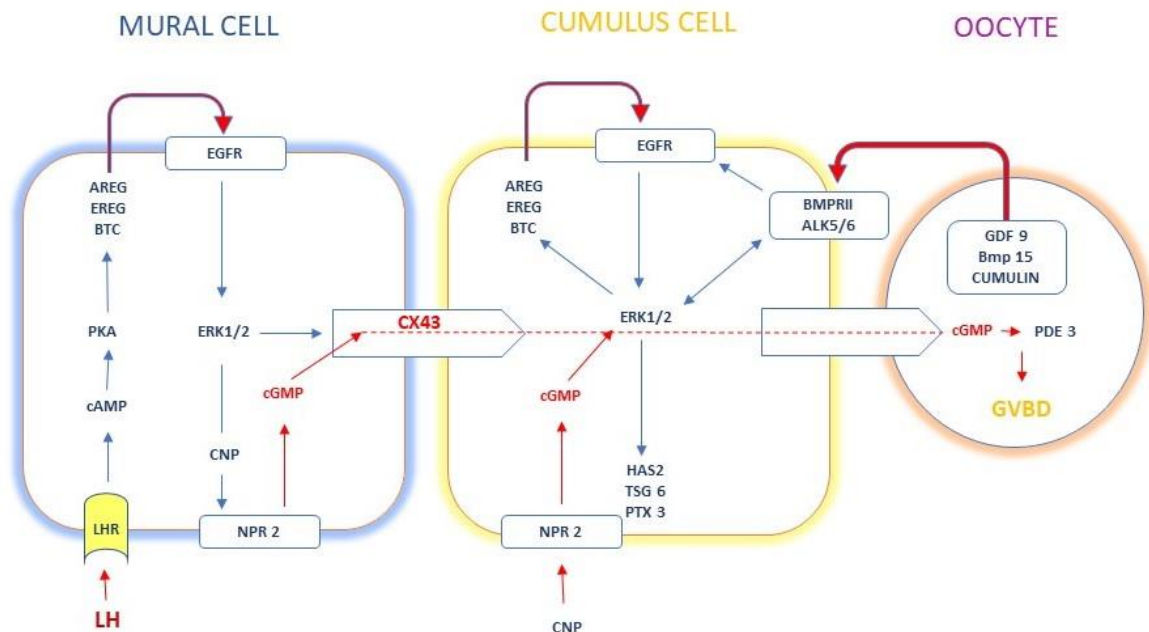 MURAL CELL
CUMULUS CELL
OOCYTE
EGFR
AREG
EREG
BTC
PKA
cAMP
LHR
LH
ERK1/2
CNP
NPR 2
cGMP
CX43
EGFR
AREG
EREG
BTC
BMPRII
ALK5/6
ERK1/2
cGMP
HAS2
TSG 6
PTX 3
NPR 2
CNP
GDF 9
Bmp 15
CUMULIN
cGMP
PDE 3
GVBD